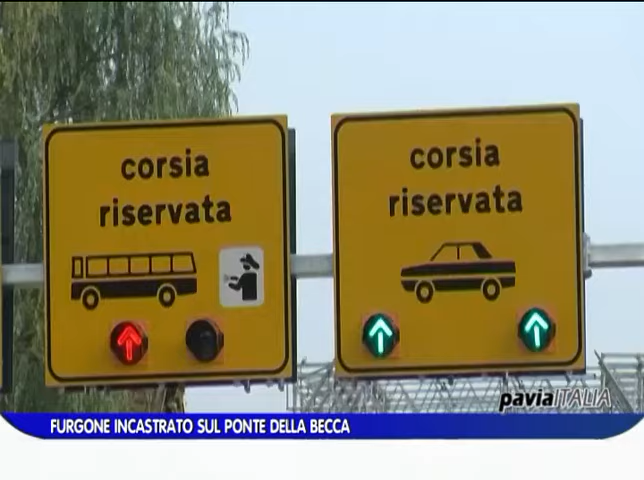 corsia
riservata
corsia
riservata
paviaITALIA
FURGONE INCASTRATO SUL PONTE DELLA BECCA